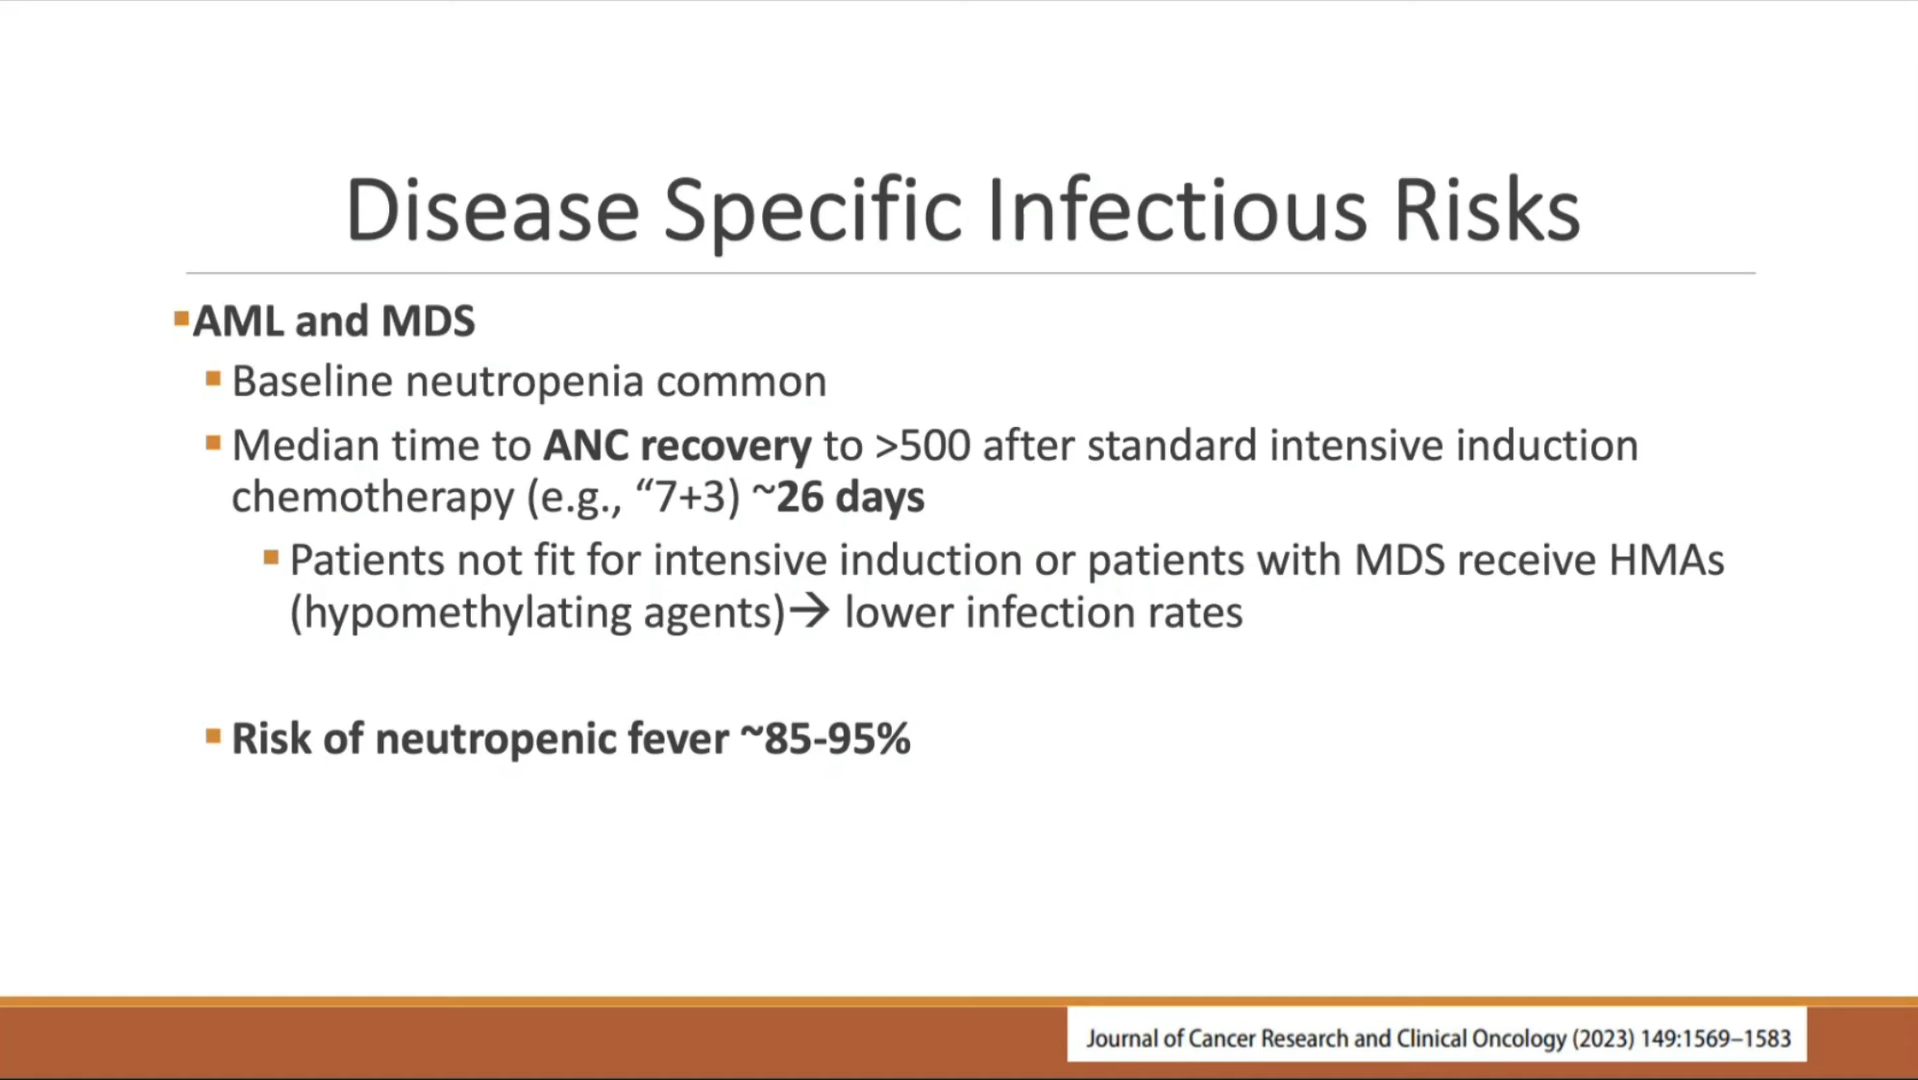 Disease Specific Infectious Risks
AML and MDS
Baseline neutropenia common
Median time to ANC recovery to >500 after standard intensive induction
chemotherapy (e.g., “7+3) ~26 days
Patients not fit for intensive induction or patients with MDS receive HMAs
(hypomethylating agents)→ lower infection rates
Risk of neutropenic fever ~85-95%
Journal of Cancer Research and Clinical Oncology (2023) 149:1569–1583